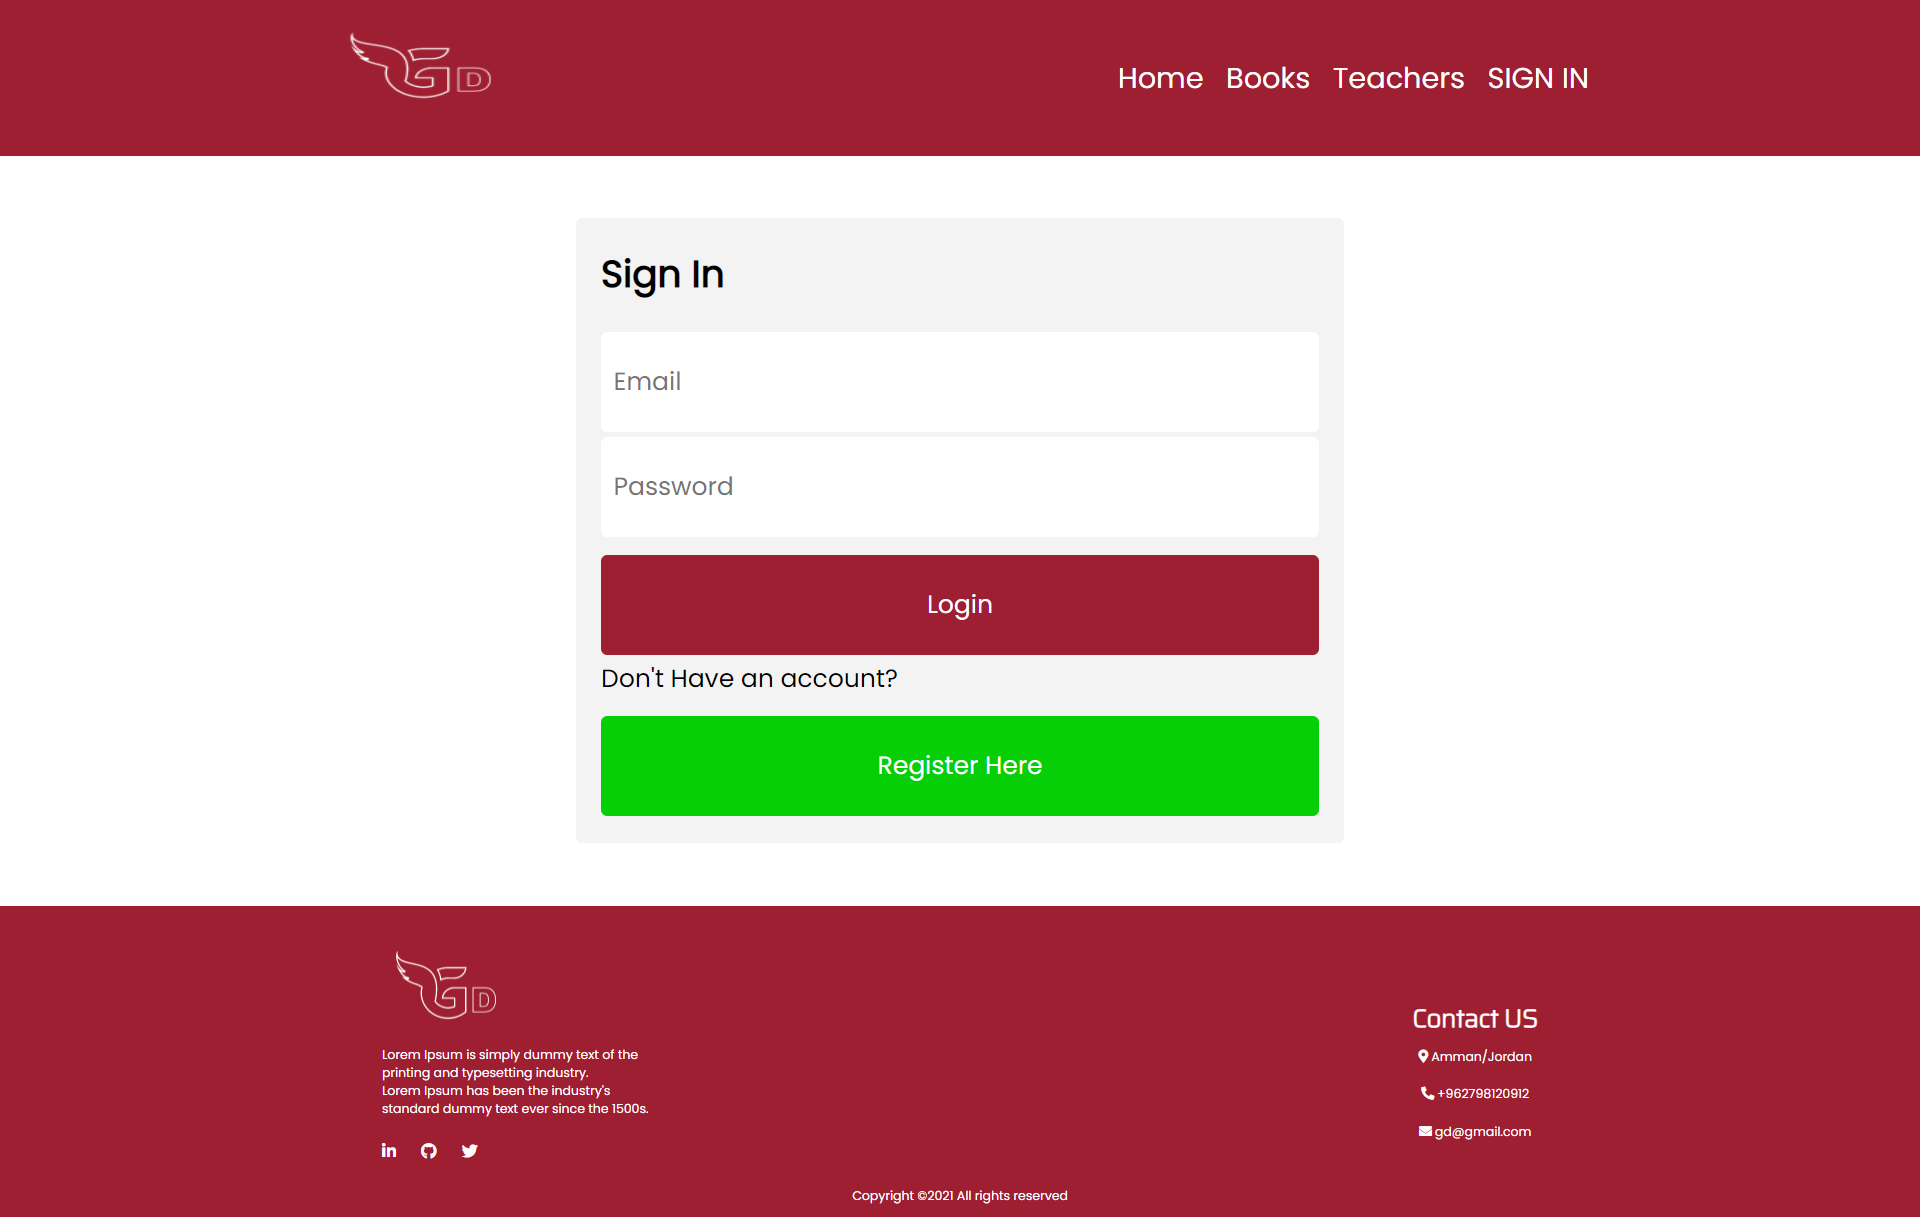 GD
Home Books Teachers SIGN IN
Sign In
Email
Password
Login
Don't Have an account?
Register Here
GD
Lorem Ipsum is simply dummy text of the
printing and typesetting industry.
Lorem Ipsum has been the industry's
standard dummy text ever since the 1500s.
Contact US
Amman/Jordan
+962798120912
gd@gmail.com
Copyright ©2021 All rights reserved